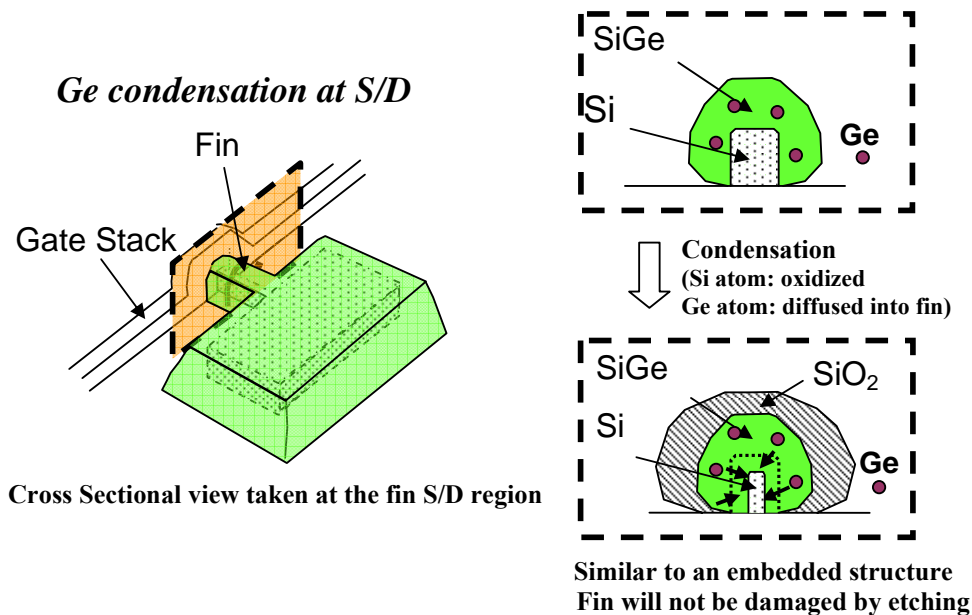 Ge condensation at S/D
Fin
Gate Stack
Cross Sectional view taken at the fin S/D region
SiGe
Si
Ge
Condensation
(Si atom: oxidized
Ge atom: diffused into fin)
SiGe
SiO₂
Si
Ge
Similar to an embedded structure
Fin will not be damaged by etching